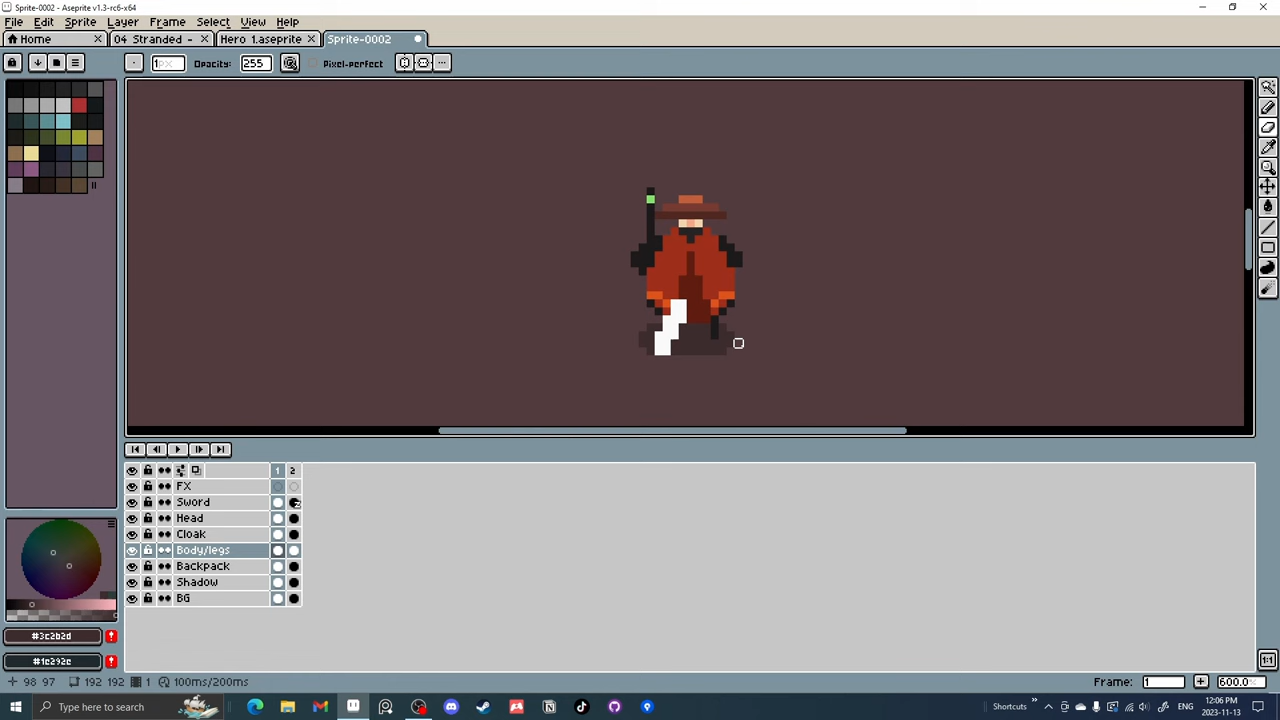 Sprite-0002 - Aseprite v1.3-rc6-x64
File Edit Sprite Layer Frame Select View Help
Home 04 Stranded - Hero 1.aseprite Sprite-0002
1px Opacity: 255 Pixel-perfect
1 2
FX
Sword
Head
Cloak
Body/legs
Backpack
Shadow
BG
#3c2b2d
#1c292c
1:1
98 97 192 192 1 100ms/200ms Frame: 1 600.0%
Type here to search
Shortcuts
12:06 PM
2023-11-13